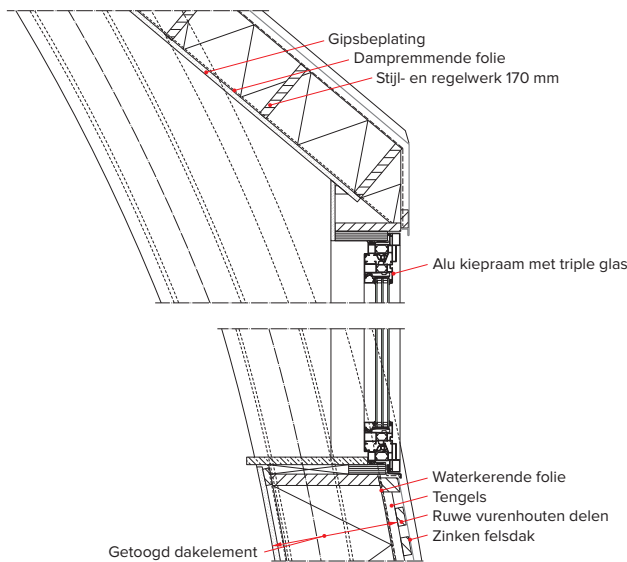 Gipsbeplating
Dampremmende folie
Stijl- en regelwerk 170 mm
Alu kiepraam met triple glas
Waterkerende folie
Tengels
Ruwe vurenhouten delen
Zinken felsdak
Getoogd dakelement